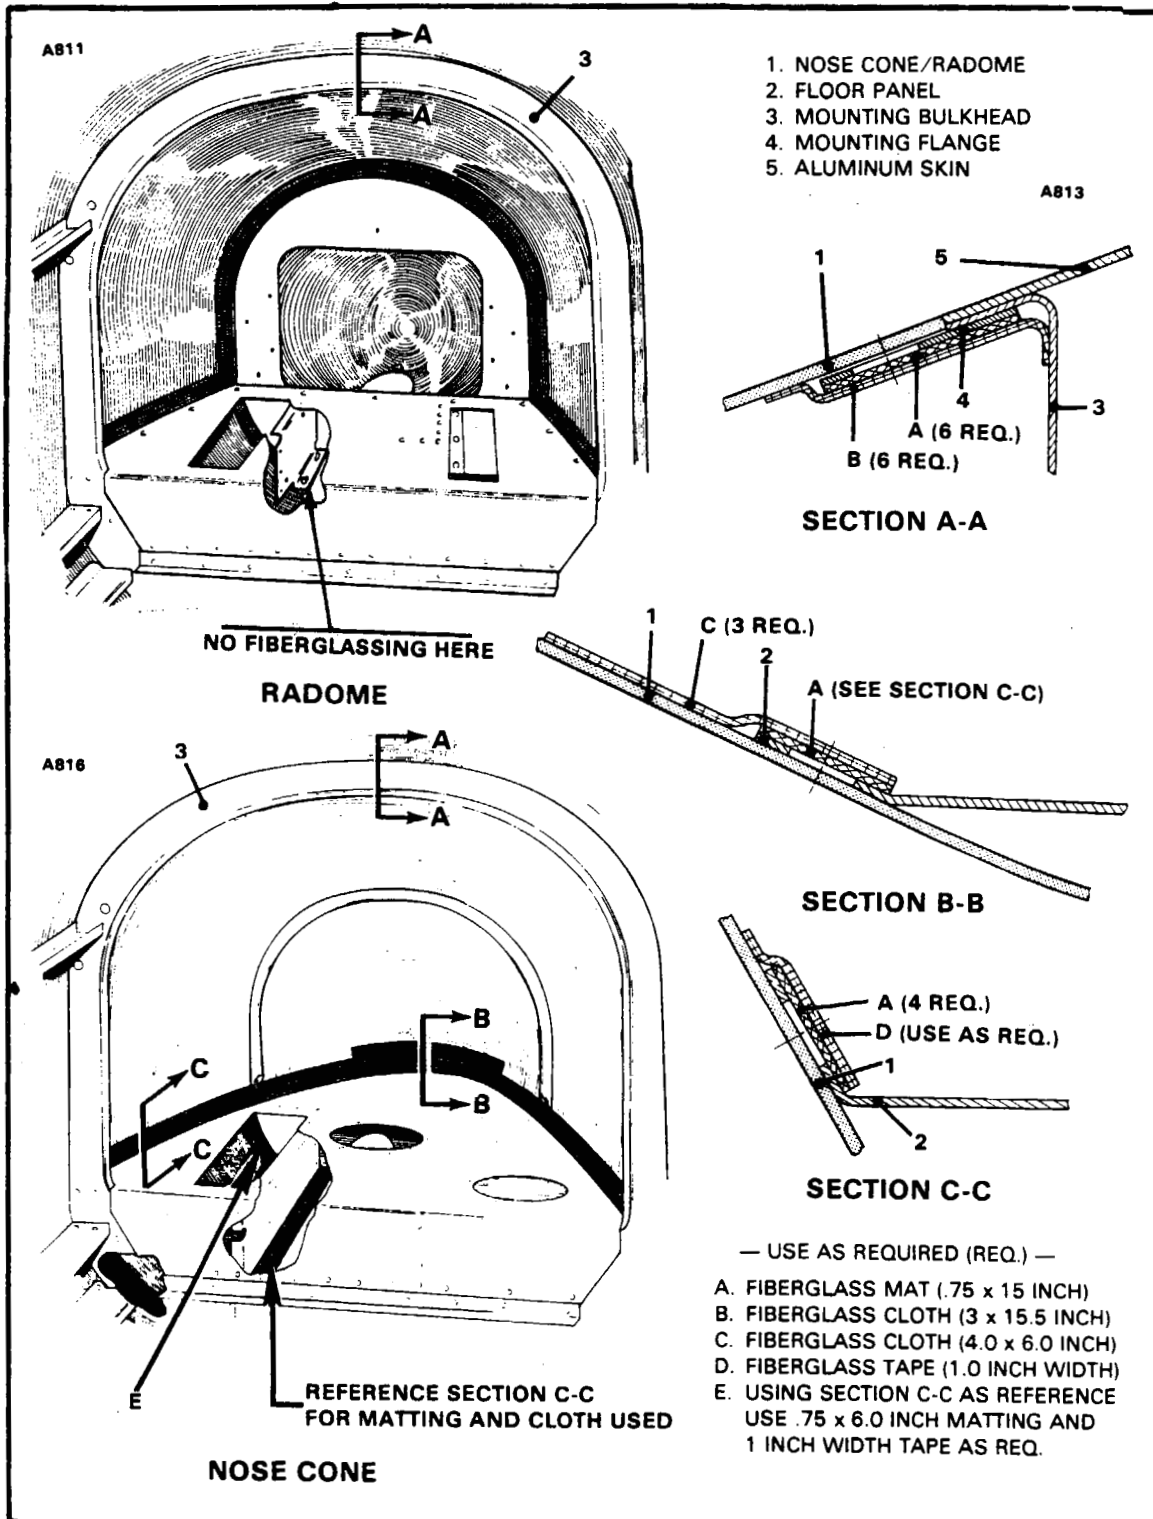 A811
A
A
3
1. NOSE CONE/RADOME
2. FLOOR PANEL
3. MOUNTING BULKHEAD
4. MOUNTING FLANGE
5. ALUMINUM SKIN
A813
1
5
4
3
A (6 REQ.)
B (6 REQ.)
SECTION A-A
NO FIBERGLASSING HERE
RADOME
1
C (3 REQ.)
2
A (SEE SECTION C-C)
SECTION B-B
A816
3
A
A
B
B
C
C
E
REFERENCE SECTION C-C
FOR MATTING AND CLOTH USED
NOSE CONE
A (4 REQ.)
D (USE AS REQ.)
1
2
SECTION C-C
— USE AS REQUIRED (REQ.) —
A. FIBERGLASS MAT (.75 x 15 INCH)
B. FIBERGLASS CLOTH (3 x 15.5 INCH)
C. FIBERGLASS CLOTH (4.0 x 6.0 INCH)
D. FIBERGLASS TAPE (1.0 INCH WIDTH)
E. USING SECTION C-C AS REFERENCE
USE .75 x 6.0 INCH MATTING AND
1 INCH WIDTH TAPE AS REQ.